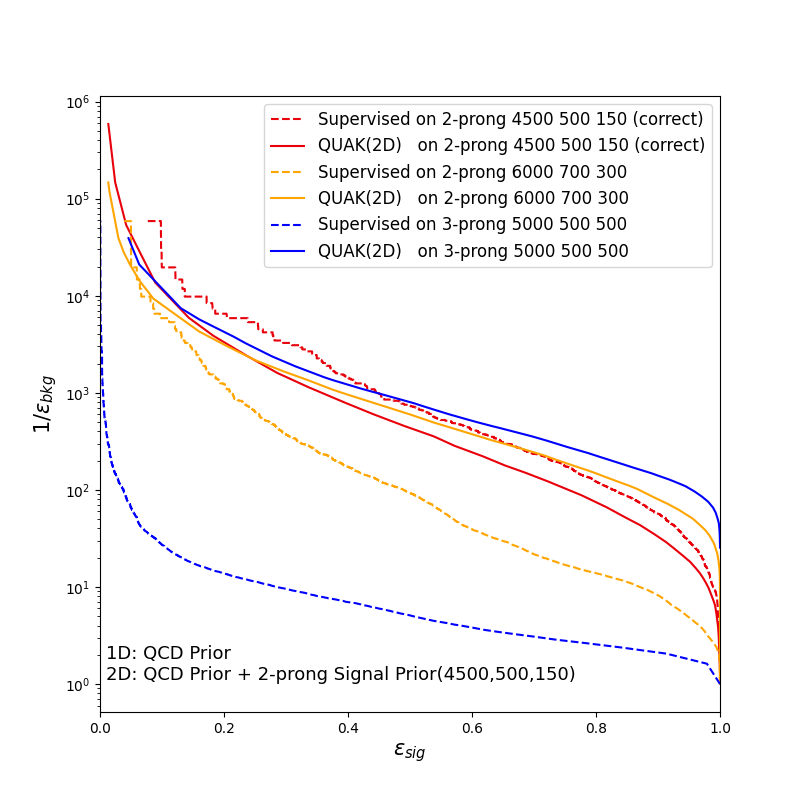 10^6
10^5
10^4
10^3
10^2
10^1
10^0
1/ε_bkg
Supervised on 2-prong 4500 500 150 (correct)
QUAK(2D) on 2-prong 4500 500 150 (correct)
Supervised on 2-prong 6000 700 300
QUAK(2D) on 2-prong 6000 700 300
Supervised on 3-prong 5000 500 500
QUAK(2D) on 3-prong 5000 500 500
1D: QCD Prior
2D: QCD Prior + 2-prong Signal Prior(4500,500,150)
0.0 0.2 0.4 0.6 0.8 1.0
ε_sig